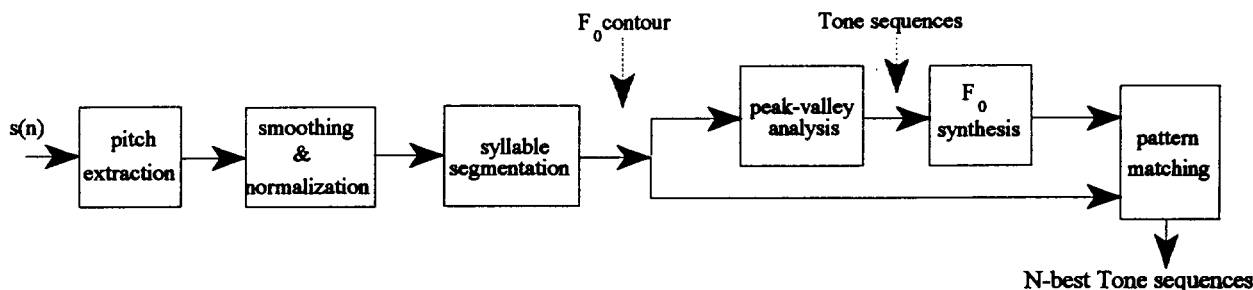 F0 contour
Tone sequences
s(n)
pitch
extraction
smoothing
&
normalization
syllable
segmentation
peak-valley
analysis
F0
synthesis
pattern
matching
N-best Tone sequences